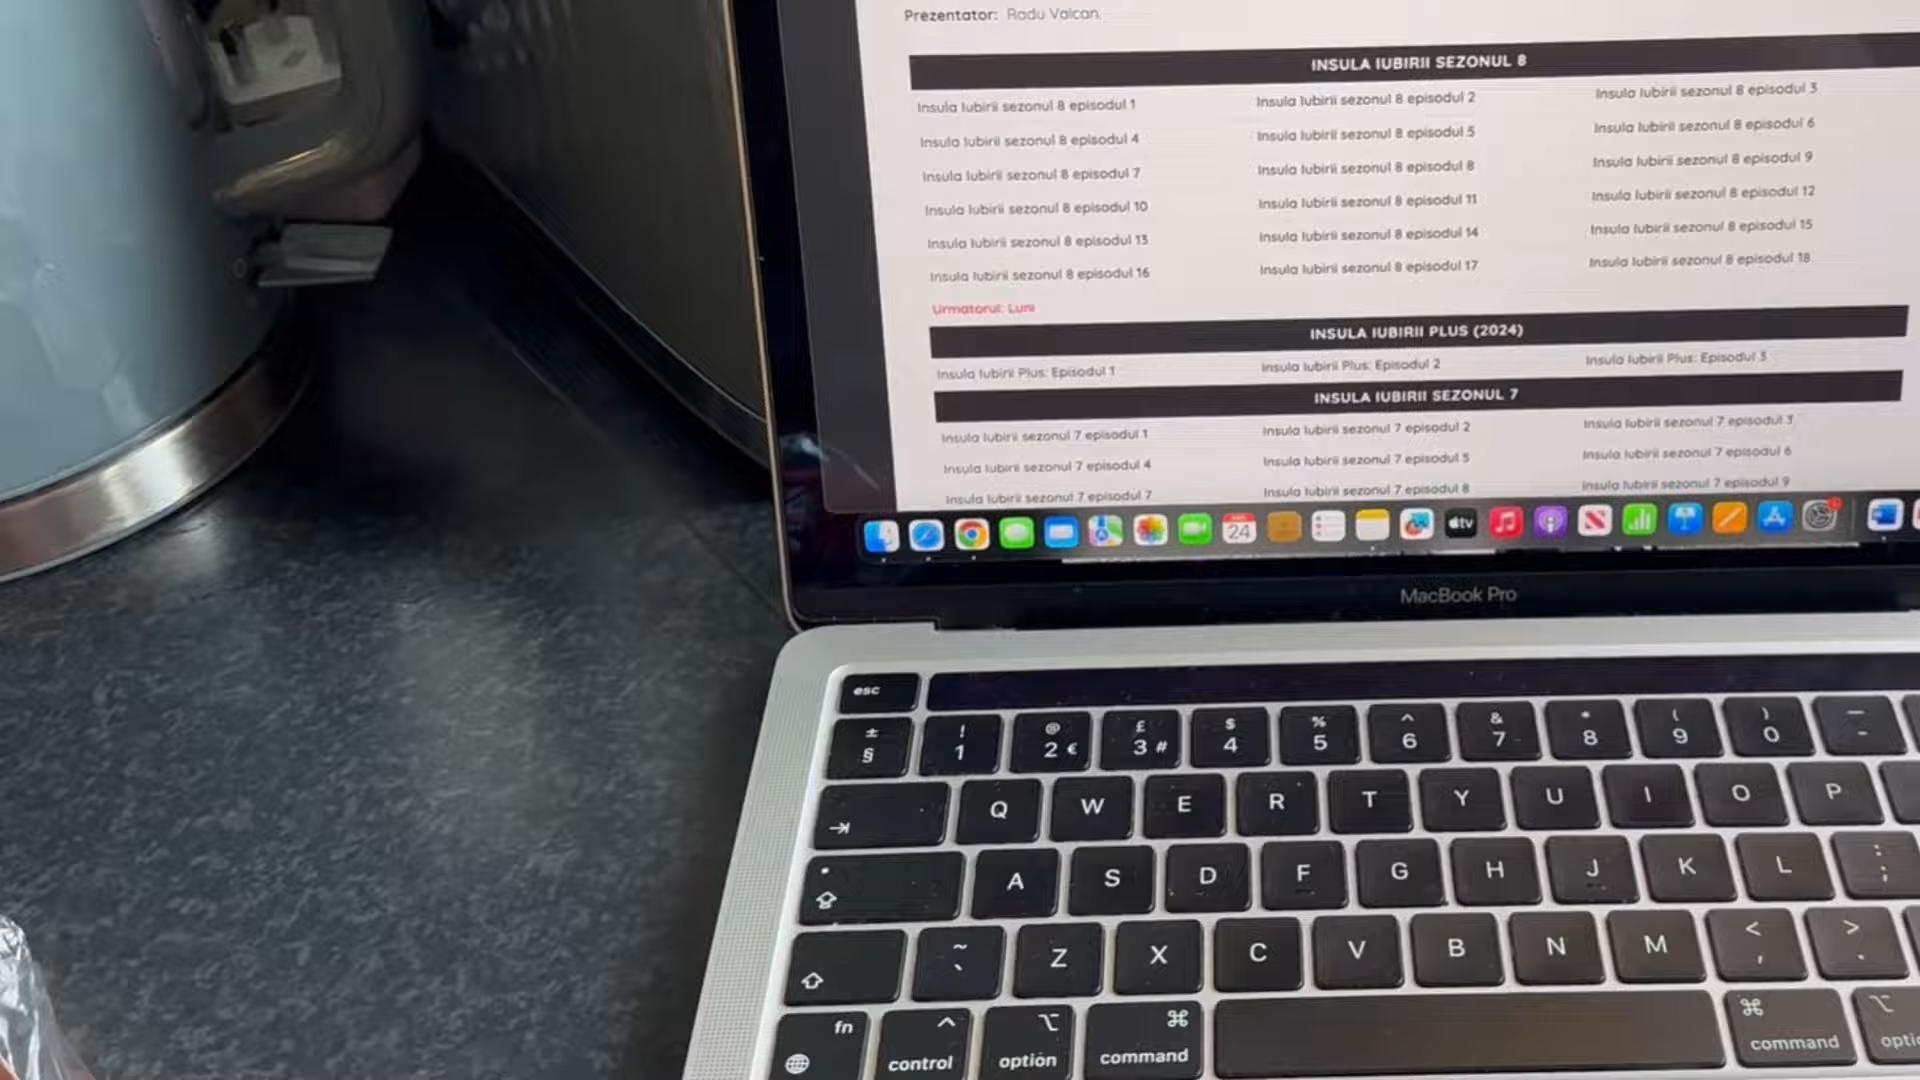 Prezentator: Radu Valcan
INSULA IUBIRII SEZONUL 8
Insula Iubirii sezonul 8 episodul 1 Insula Iubirii sezonul 8 episodul 2 Insula Iubirii sezonul 8 episodul 3
Insula Iubirii sezonul 8 episodul 4 Insula Iubirii sezonul 8 episodul 5 Insula Iubirii sezonul 8 episodul 6
Insula Iubirii sezonul 8 episodul 7 Insula Iubirii sezonul 8 episodul 8 Insula Iubirii sezonul 8 episodul 9
Insula Iubirii sezonul 8 episodul 10 Insula Iubirii sezonul 8 episodul 11 Insula Iubirii sezonul 8 episodul 12
Insula Iubirii sezonul 8 episodul 13 Insula Iubirii sezonul 8 episodul 14 Insula Iubirii sezonul 8 episodul 15
Insula Iubirii sezonul 8 episodul 16 Insula Iubirii sezonul 8 episodul 17 Insula Iubirii sezonul 8 episodul 18
Urmatorul: Luni
INSULA IUBIRII PLUS (2024)
Insula Iubirii Plus: Episodul 1 Insula Iubirii Plus: Episodul 2 Insula Iubirii Plus: Episodul 3
INSULA IUBIRII SEZONUL 7
Insula Iubirii sezonul 7 episodul 1 Insula Iubirii sezonul 7 episodul 2 Insula Iubirii sezonul 7 episodul 3
Insula Iubirii sezonul 7 episodul 4 Insula Iubirii sezonul 7 episodul 5 Insula Iubirii sezonul 7 episodul 6
Insula Iubirii sezonul 7 episodul 7 Insula Iubirii sezonul 7 episodul 8 Insula Iubirii sezonul 7 episodul 9
24 tv
MacBook Pro
esc
± ! @ £ $ % ^ & * ( ) —
§ 1 2 € 3 # 4 5 6 7 8 9 0 -
Q W E R T Y U I O P
A S D F G H J K L : ;
~ ` Z X C V B N M < , > .
fn ^ ⌥ ⌘ ⌘ ⌥
control option command command optio